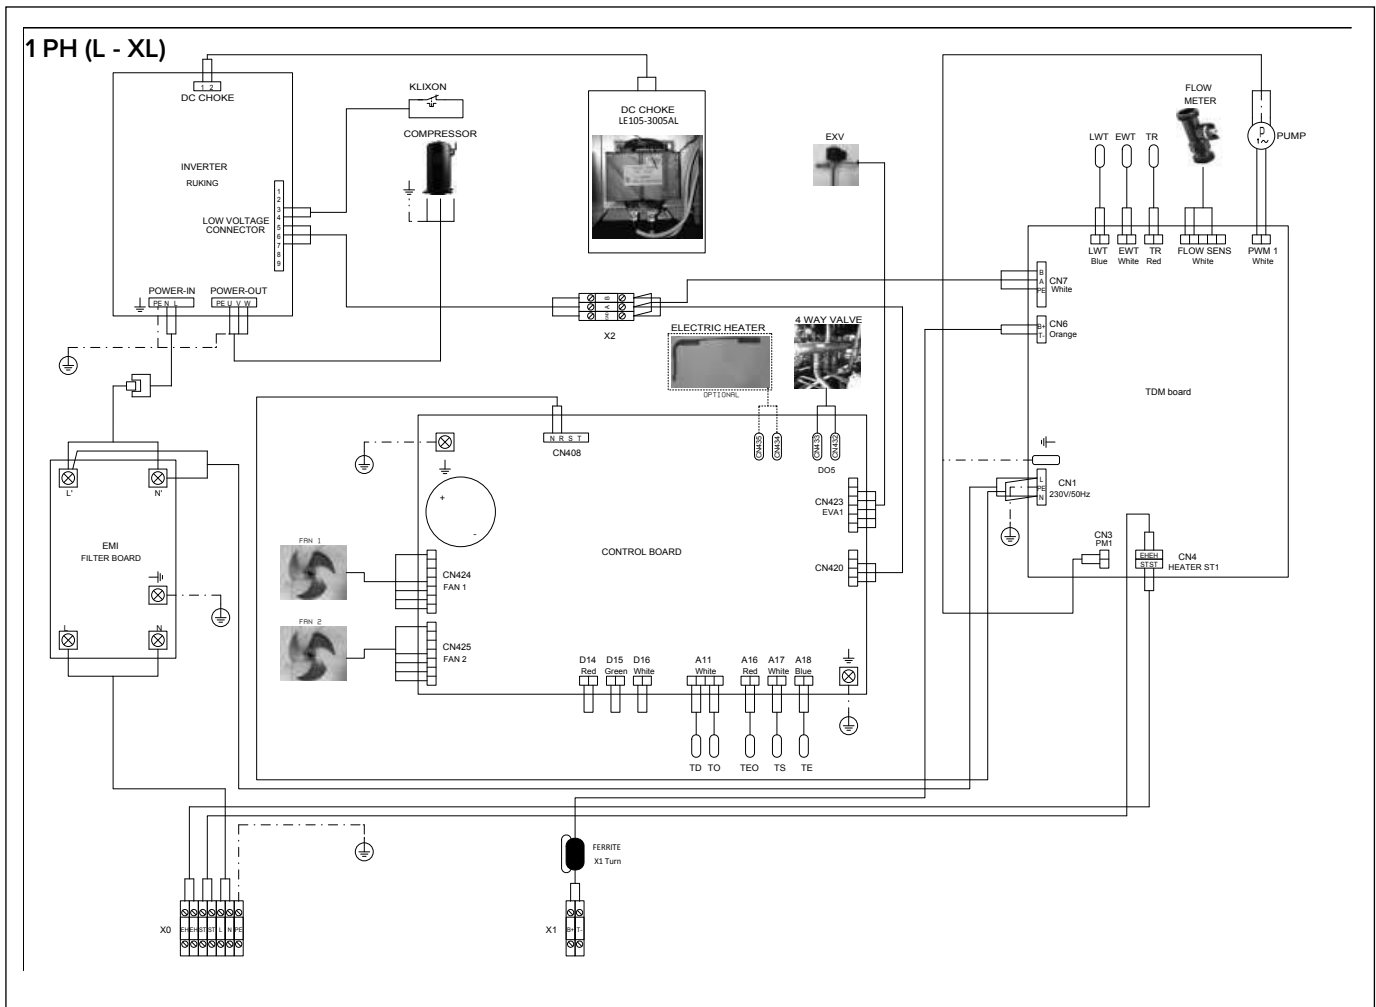 1 PH (L - XL)
1 2
DC CHOKE
INVERTER
RUKING
LOW VOLTAGE
CONNECTOR
1
2
3
4
5
6
7
8
9
POWER-IN
PE N L
POWER-OUT
PE U V W
KLIXON
COMPRESSOR
DC CHOKE
LE105-3005AL
EXV
FLOW
METER
LWT EWT TR
P
1~
PUMP
LWT
Blue
EWT
White
TR
Red
FLOW SENS
White
PWM 1
White
B
A
PE
CN7
White
B+
T-
CN6
Orange
TDM board
B
A
GND
X2
ELECTRIC HEATER
OPTIONAL
4 WAY VALVE
CN435
CN434
CN433
CN432
DO5
N R S T
CN408
L' N'
EMI
FILTER BOARD
L N
+
-
CONTROL BOARD
CN423
EVA1
CN420
L
PE
N
CN1
230V/50Hz
CN3
PM1
EHEH
STST
CN4
HEATER ST1
FAN 1
CN424
FAN 1
FAN 2
CN425
FAN 2
D14
Red
D15
Green
D16
White
A11
White
A16
Red
A17
White
A18
Blue
TD TO TEO TS TE
FERRITE
X1 Turn
X0
EH EH ST ST L N PE
X1
B+ T-